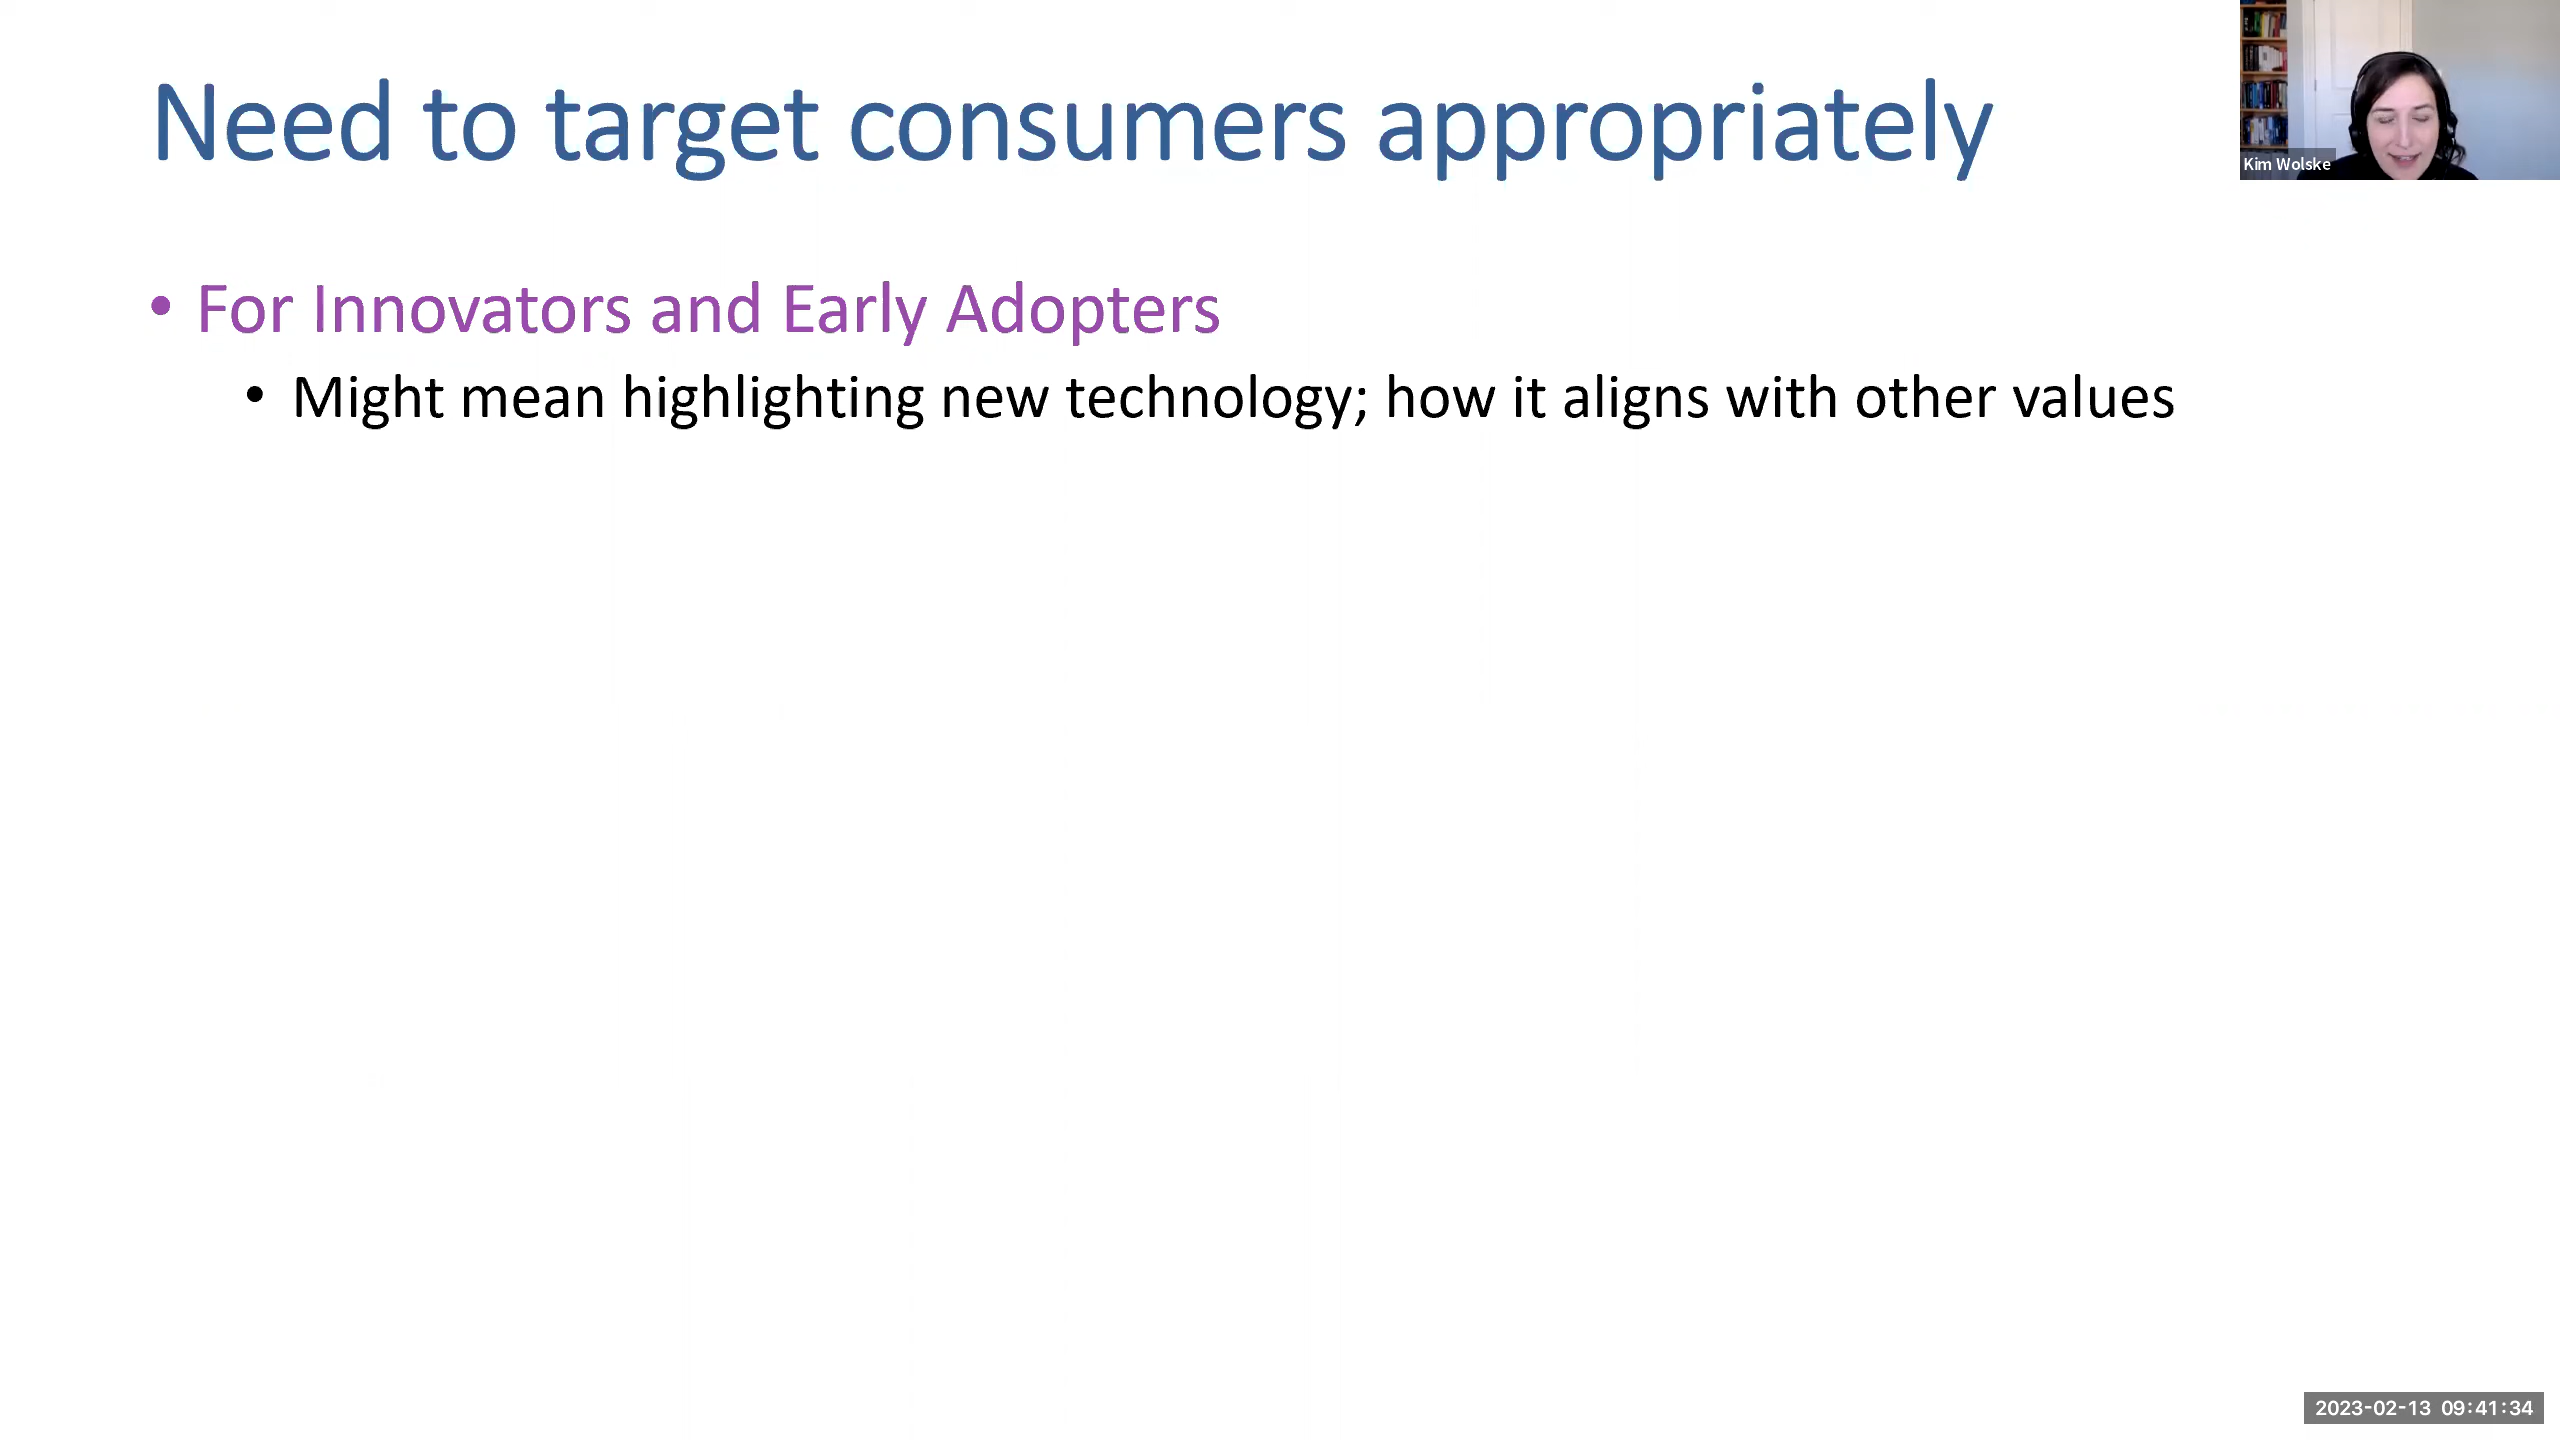 Need to target consumers appropriately
Kim Wolske
• For Innovators and Early Adopters
• Might mean highlighting new technology; how it aligns with other values
2023-02-13 09:41:34